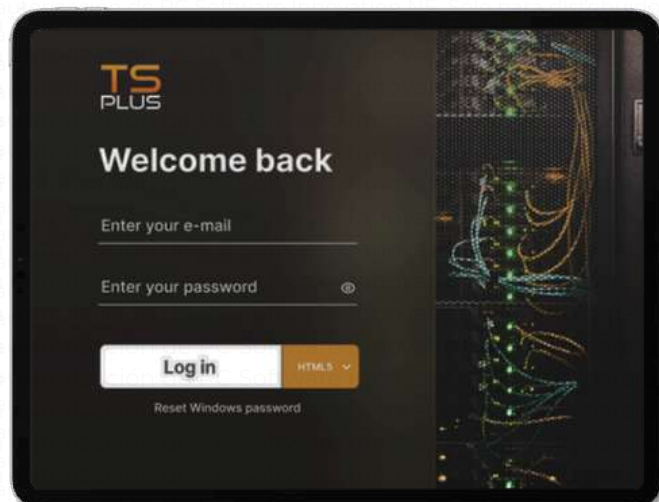 TS
PLUS
Welcome back
Enter your e-mail
Enter your password
Log in
HTML5
Reset Windows password